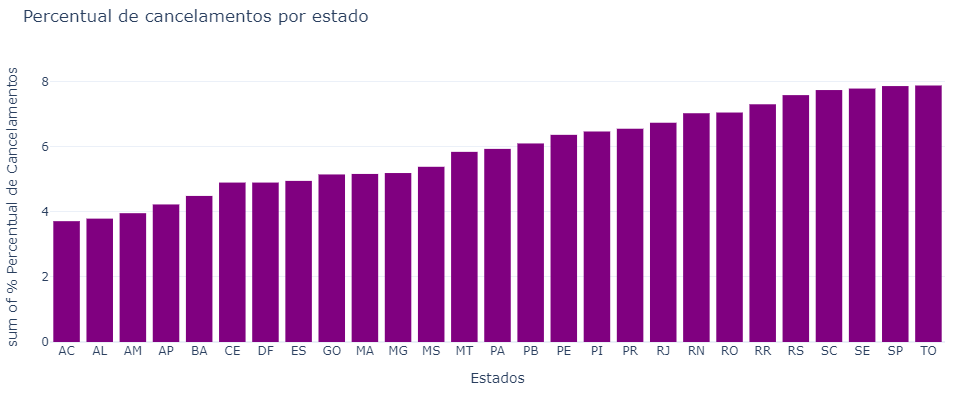 Percentual de cancelamentos por estado
sum of % Percentual de Cancelamentos
8
6
4
2
0
AC AL AM AP BA CE DF ES GO MA MG MS MT PA PB PE PI PR RJ RN RO RR RS SC SE SP TO
Estados